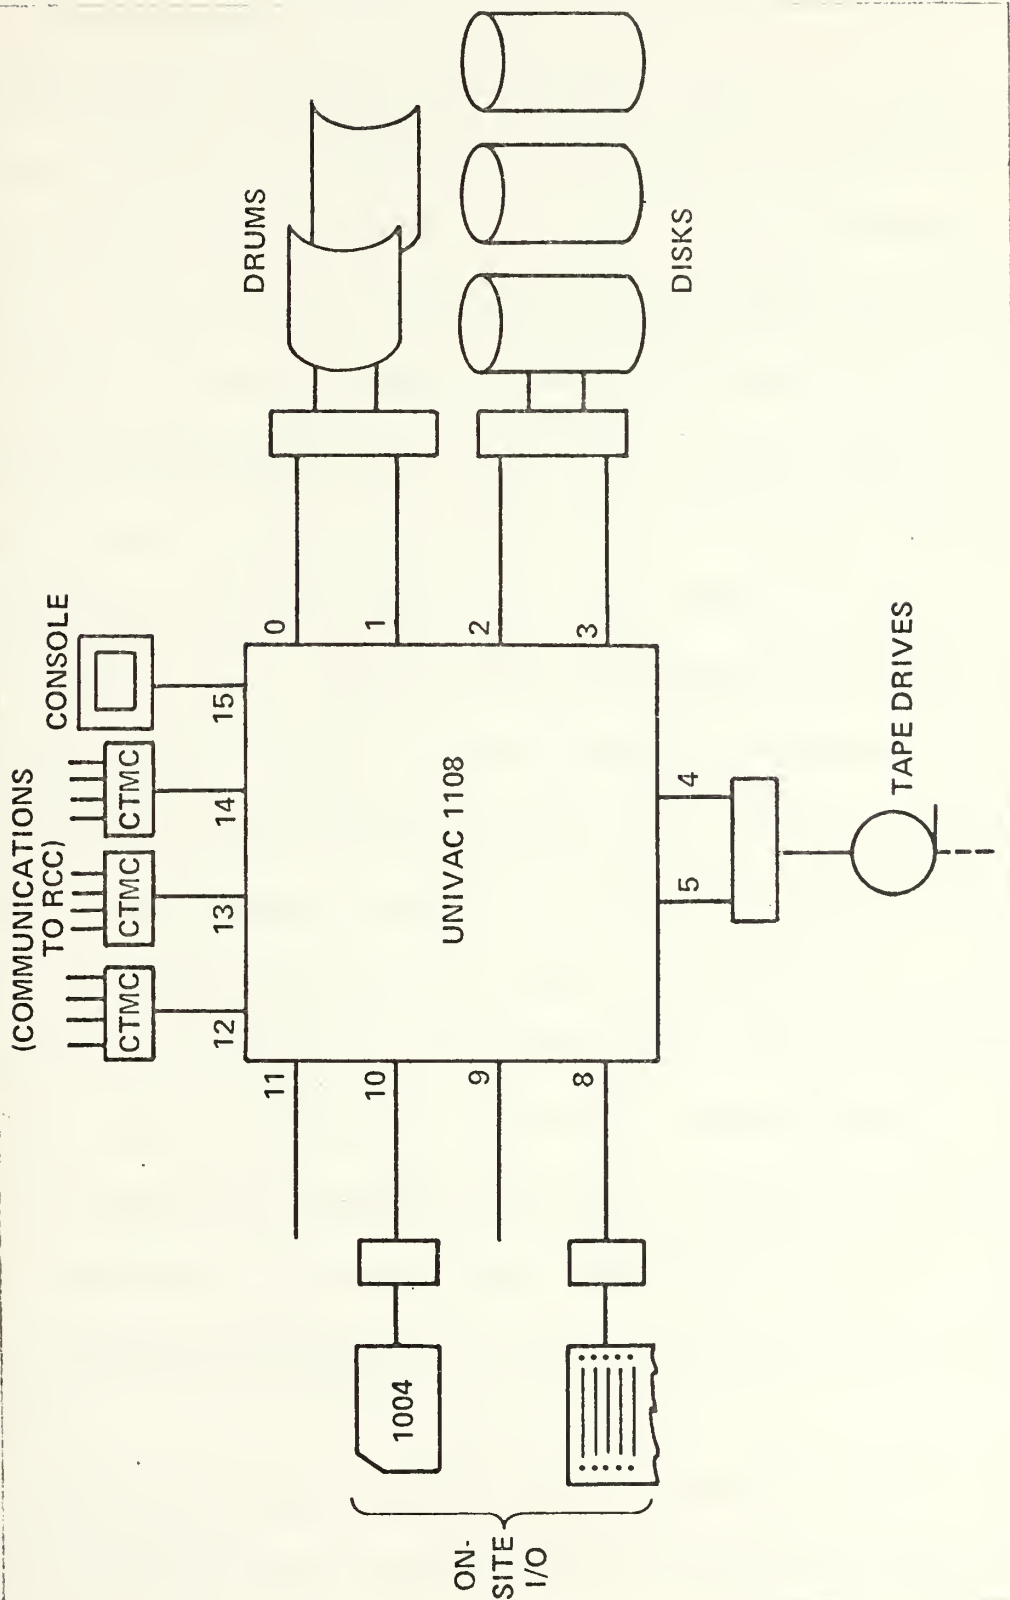 (COMMUNICATIONS
TO RCC)
CONSOLE
CTMC
CTMC
CTMC
12
13
14
15
DRUMS
11
0
10
1
1004
UNIVAC 1108
ON-
SITE
I/O
9
2
8
3
DISKS
5
4
TAPE DRIVES